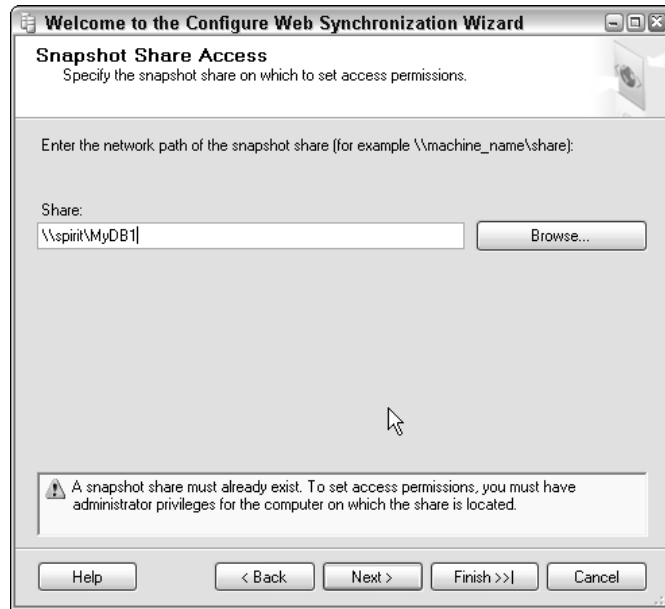 Welcome to the Configure Web Synchronization Wizard
Snapshot Share Access
Specify the snapshot share on which to set access permissions.
Enter the network path of the snapshot share (for example \\machine_name\share):
Share:
\\spirit\MyDB1
Browse...
A snapshot share must already exist. To set access permissions, you must have
administrator privileges for the computer on which the share is located.
Help
< Back
Next >
Finish >>|
Cancel